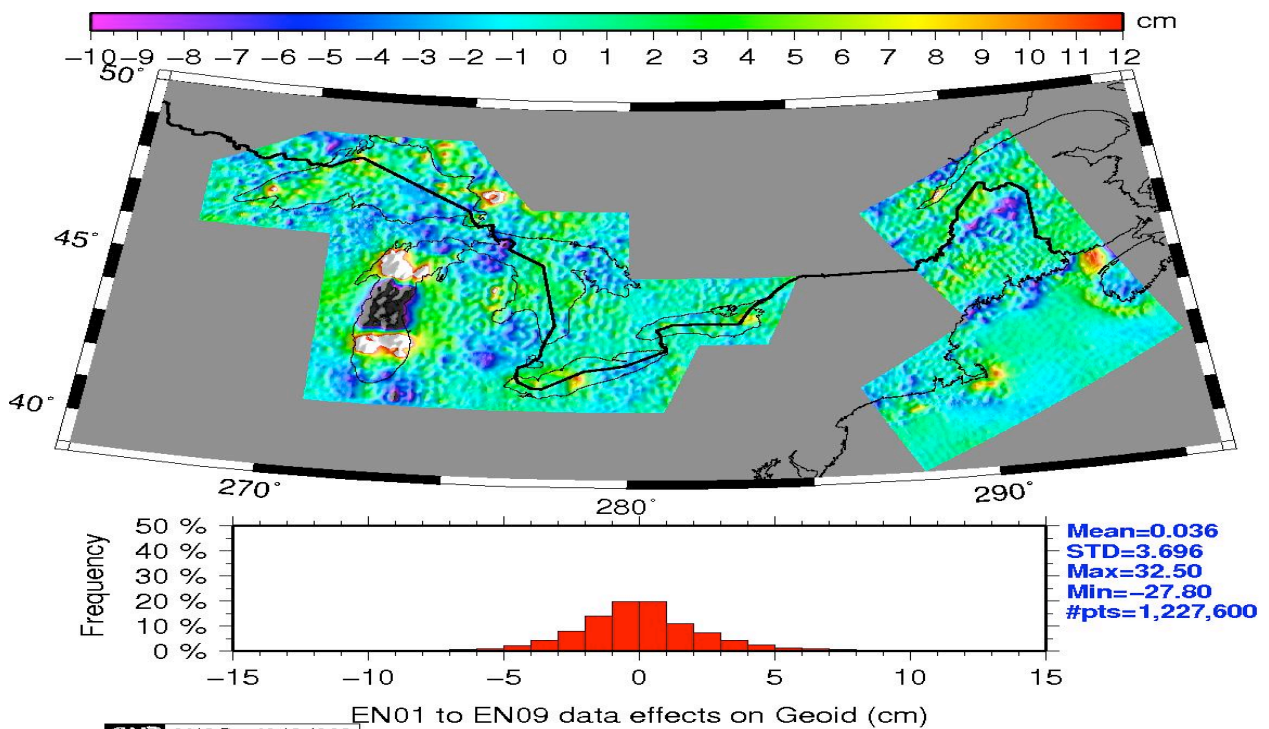 −10 −9 −8 −7 −6 −5 −4 −3 −2 −1 0 1 2 3 4 5 6 7 8 9 10 11 12 cm
50°
45°
40°
270°
280°
290°
50 %
40 %
30 %
20 %
10 %
0 %
Frequency
−15 −10 −5 0 5 10 15
EN01 to EN09 data effects on Geoid (cm)
Mean=0.036
STD=3.696
Max=32.50
Min=−27.80
#pts=1,227,600